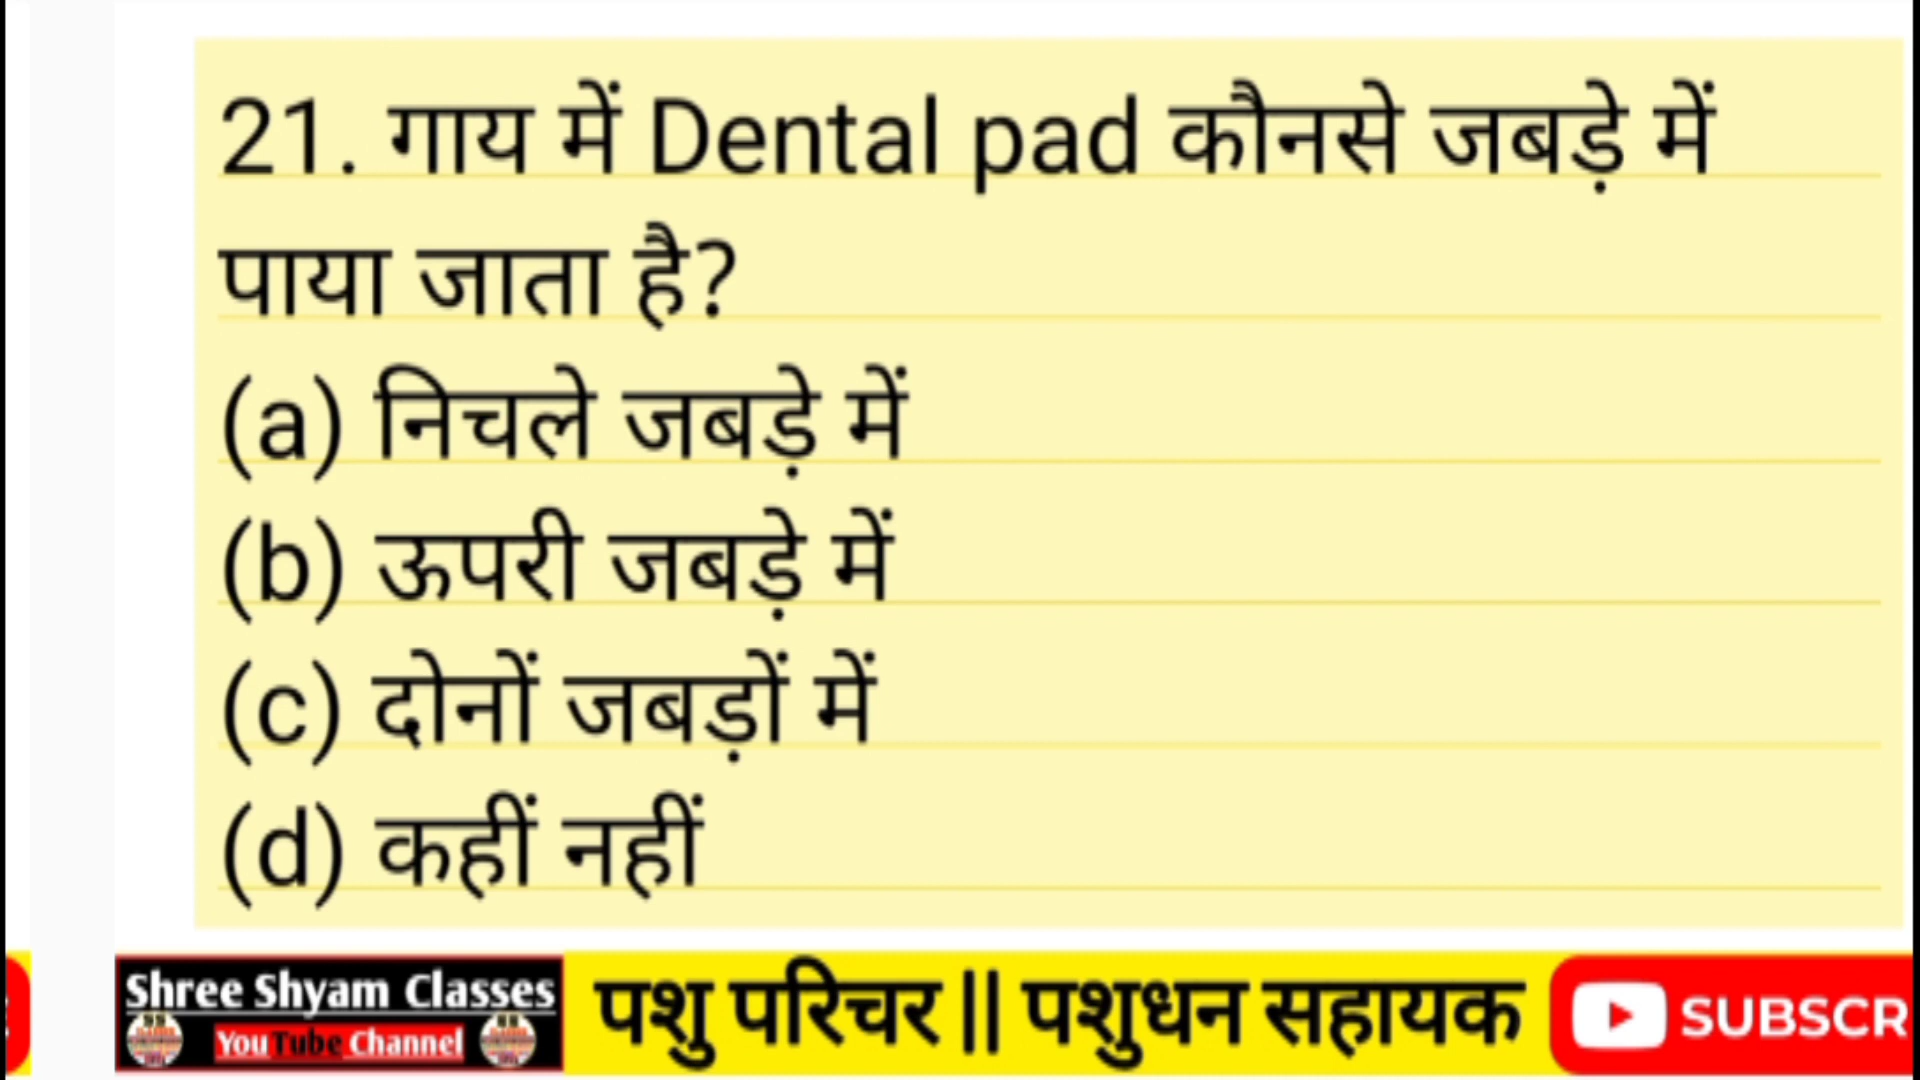 21. गाय में Dental pad कौनसे जबड़े में
पाया जाता है?
(a) निचले जबड़े में
(b) ऊपरी जबड़े में
(c) दोनों जबड़ों में
(d) कहीं नहीं
Shree Shyam Classes
YouTube Channel
पशु परिचर || पशुधन सहायक
SUBSCR